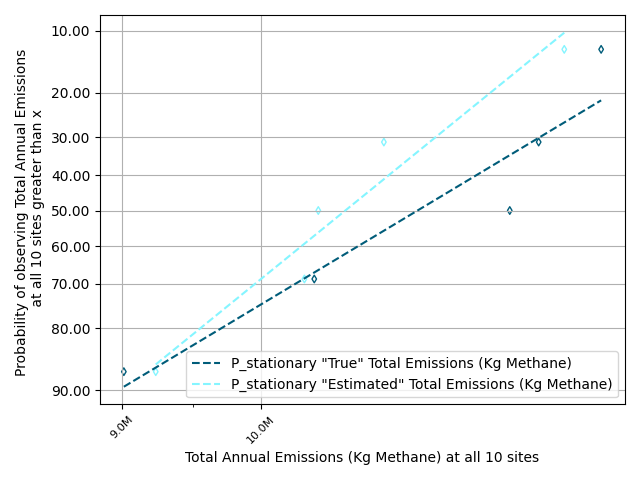 10.00
20.00
30.00
40.00
50.00
60.00
70.00
80.00
90.00
Probability of observing Total Annual Emissions
at all 10 sites greater than x
P_stationary "True" Total Emissions (Kg Methane)
P_stationary "Estimated" Total Emissions (Kg Methane)
9.0M
10.0M
Total Annual Emissions (Kg Methane) at all 10 sites